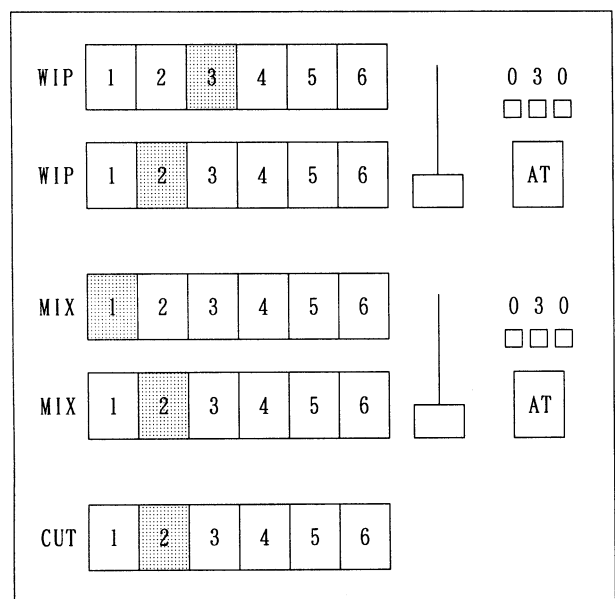 WIP 1 2 3 4 5 6 0 3 0
WIP 1 2 3 4 5 6 AT
MIX 1 2 3 4 5 6 0 3 0
MIX 1 2 3 4 5 6 AT
CUT 1 2 3 4 5 6